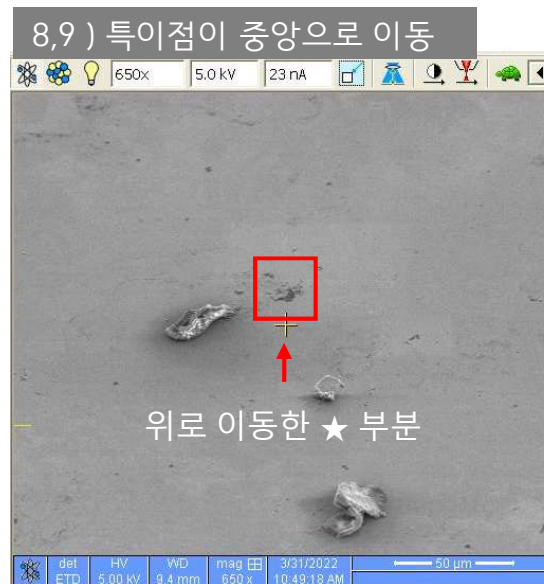 8,9 ) 특이점이 중앙으로 이동
650x 5.0 kV 23 nA
위로 이동한 ★ 부분
det HV WD mag 田 3/31/2022 50 µm
ETD 5.00 kV 9.4 mm 650 x 10:49:18 AM